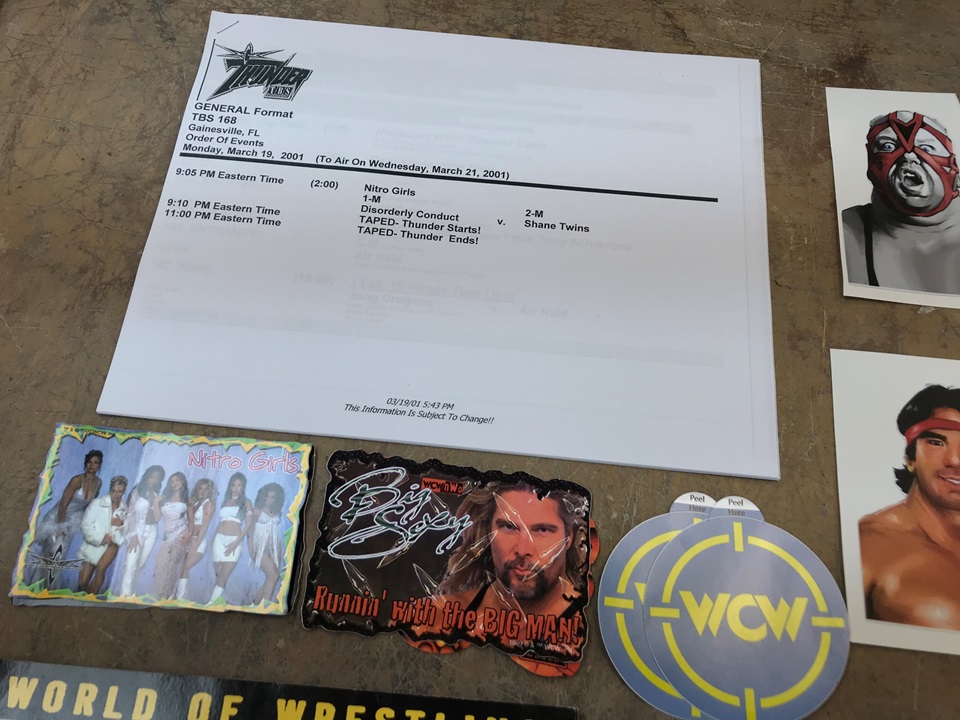 THUNDER
GENERAL Format
TBS 168
Gainesville, FL
Order Of Events
Monday, March 19, 2001 (To Air On Wednesday, March 21, 2001)
9:05 PM Eastern Time (2:00) Nitro Girls
1-M 2-M
Disorderly Conduct v. Shane Twins
9:10 PM Eastern Time TAPED- Thunder Starts!
11:00 PM Eastern Time TAPED- Thunder Ends!
03/19/01 5:43 PM
This Information Is Subject To Change!!
Nitro Girls
WCW nWo
Big
Sexy
Runnin' with the BIG MAN!
Peel
Here
Peel
Here
WCW
WORLD OF WRESTLING